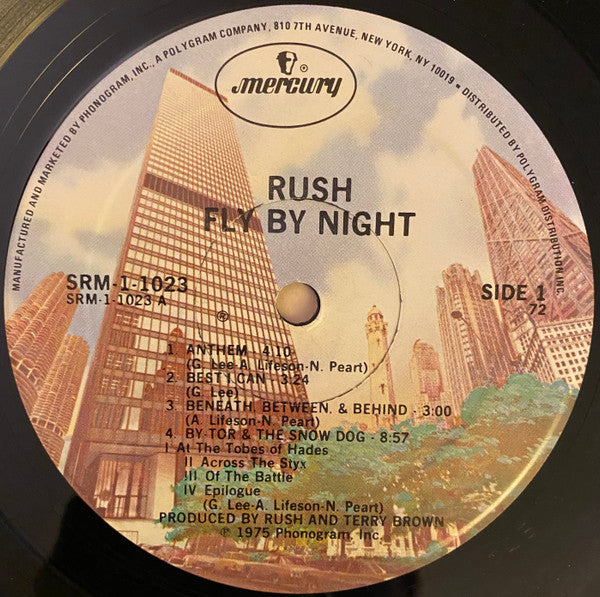 MANUFACTURED AND MARKETED BY PHONOGRAM, INC., A POLYGRAM COMPANY, 810 7TH AVENUE, NEW YORK, NY 10019 • DISTRIBUTED BY POLYGRAM DISTRIBUTION, INC.
mercury
RUSH
FLY BY NIGHT
SRM-1-1023
SRM-1-1023 A
SIDE 1
72
℗
1. ANTHEM - 4:10
(G. Lee-A. Lifeson-N. Peart)
2. BEST I CAN - 3:24
(G. Lee)
3. BENEATH, BETWEEN, & BEHIND - 3:00
(A. Lifeson-N. Peart)
4. BY-TOR & THE SNOW DOG - 8:57
I At The Tobes of Hades
II Across The Styx
III Of The Battle
IV Epilogue
(G. Lee-A. Lifeson-N. Peart)
PRODUCED BY RUSH AND TERRY BROWN
℗ 1975 Phonogram, Inc.